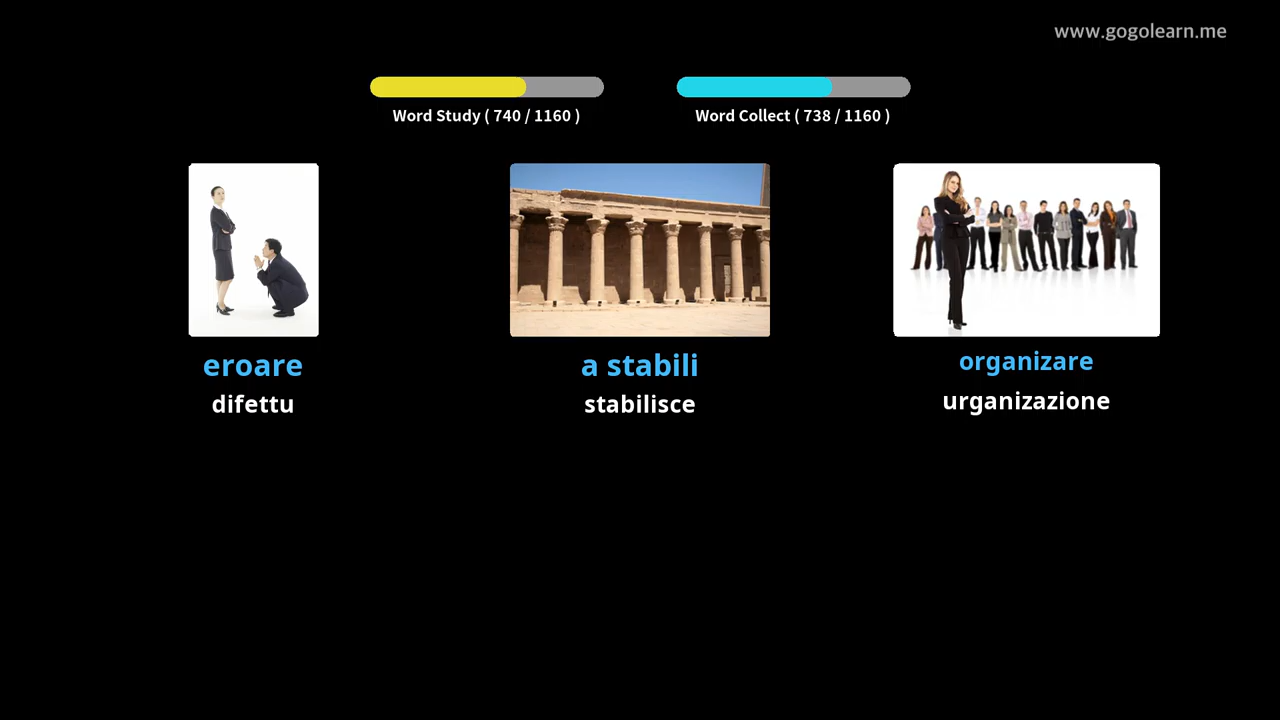 www.gogolearn.me
Word Study ( 740 / 1160 )
Word Collect ( 738 / 1160 )
eroare
difettu
a stabili
stabilisce
organizare
urganizazione